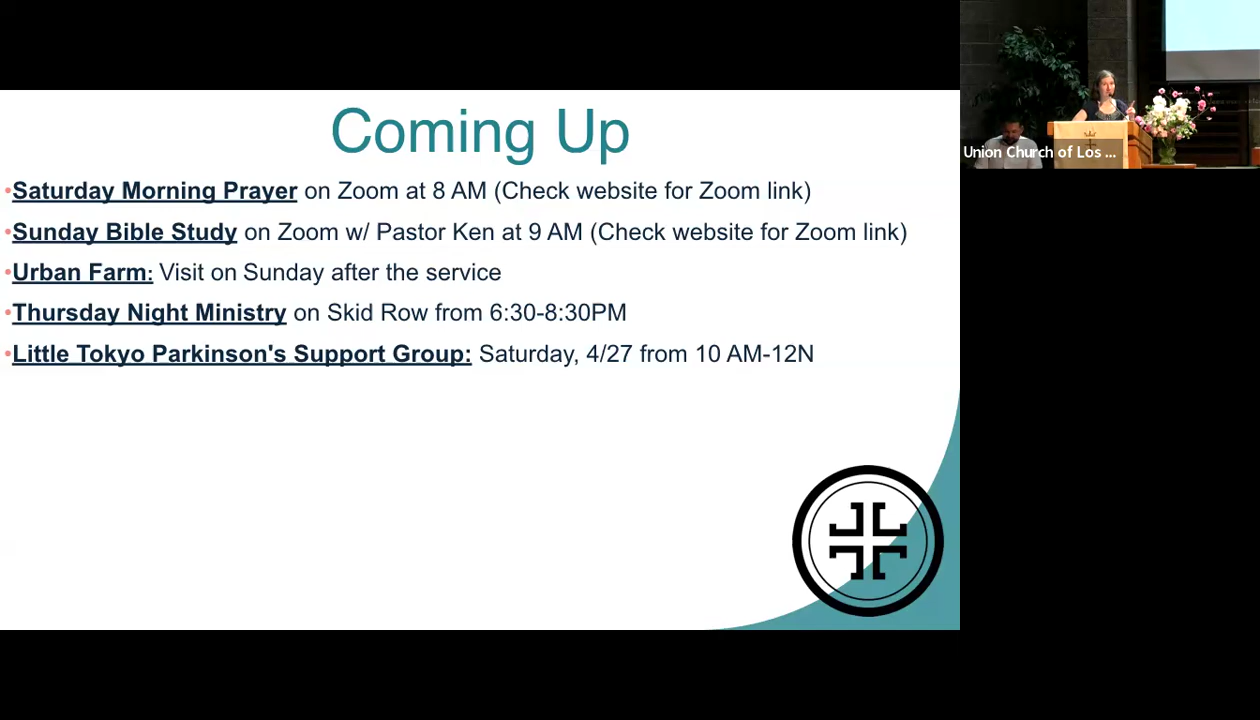 Coming Up
•Saturday Morning Prayer on Zoom at 8 AM (Check website for Zoom link)
•Sunday Bible Study on Zoom w/ Pastor Ken at 9 AM (Check website for Zoom link)
•Urban Farm: Visit on Sunday after the service
•Thursday Night Ministry on Skid Row from 6:30-8:30PM
•Little Tokyo Parkinson's Support Group: Saturday, 4/27 from 10 AM-12N
Union Church of Los ...